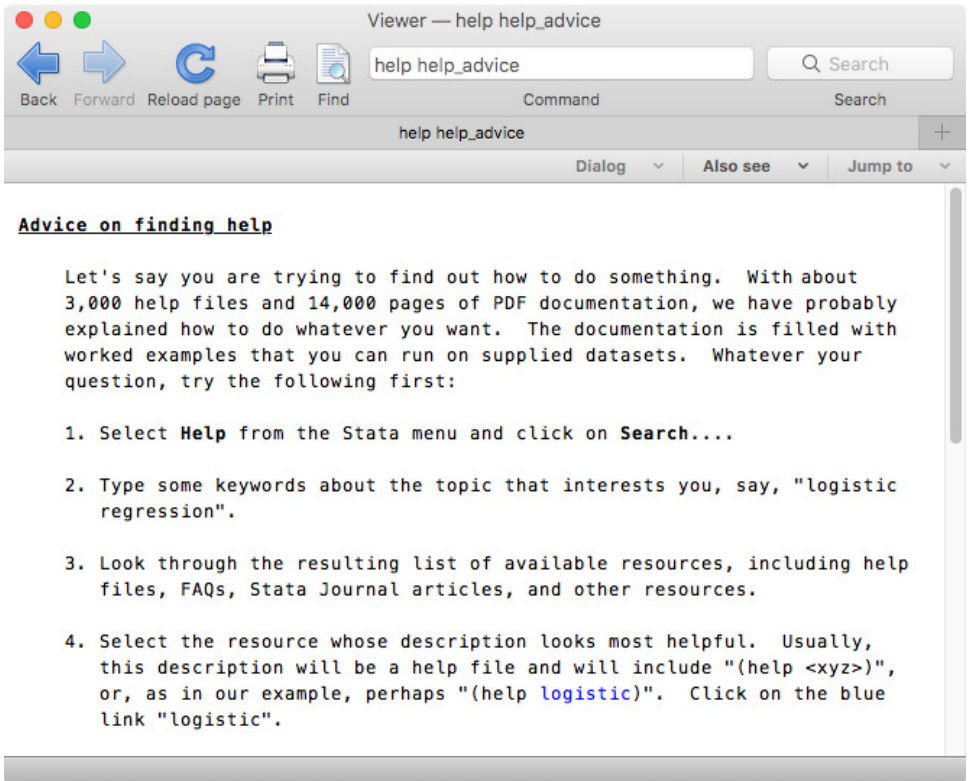 Viewer — help help_advice
help help_advice
Search
Back Forward Reload page Print Find Command Search
help help_advice
Dialog Also see Jump to
Advice on finding help
Let's say you are trying to find out how to do something. With about
3,000 help files and 14,000 pages of PDF documentation, we have probably
explained how to do whatever you want. The documentation is filled with
worked examples that you can run on supplied datasets. Whatever your
question, try the following first:
1. Select Help from the Stata menu and click on Search....
2. Type some keywords about the topic that interests you, say, "logistic
regression".
3. Look through the resulting list of available resources, including help
files, FAQs, Stata Journal articles, and other resources.
4. Select the resource whose description looks most helpful. Usually,
this description will be a help file and will include "(help <xyz>)",
or, as in our example, perhaps "(help logistic)". Click on the blue
link "logistic".